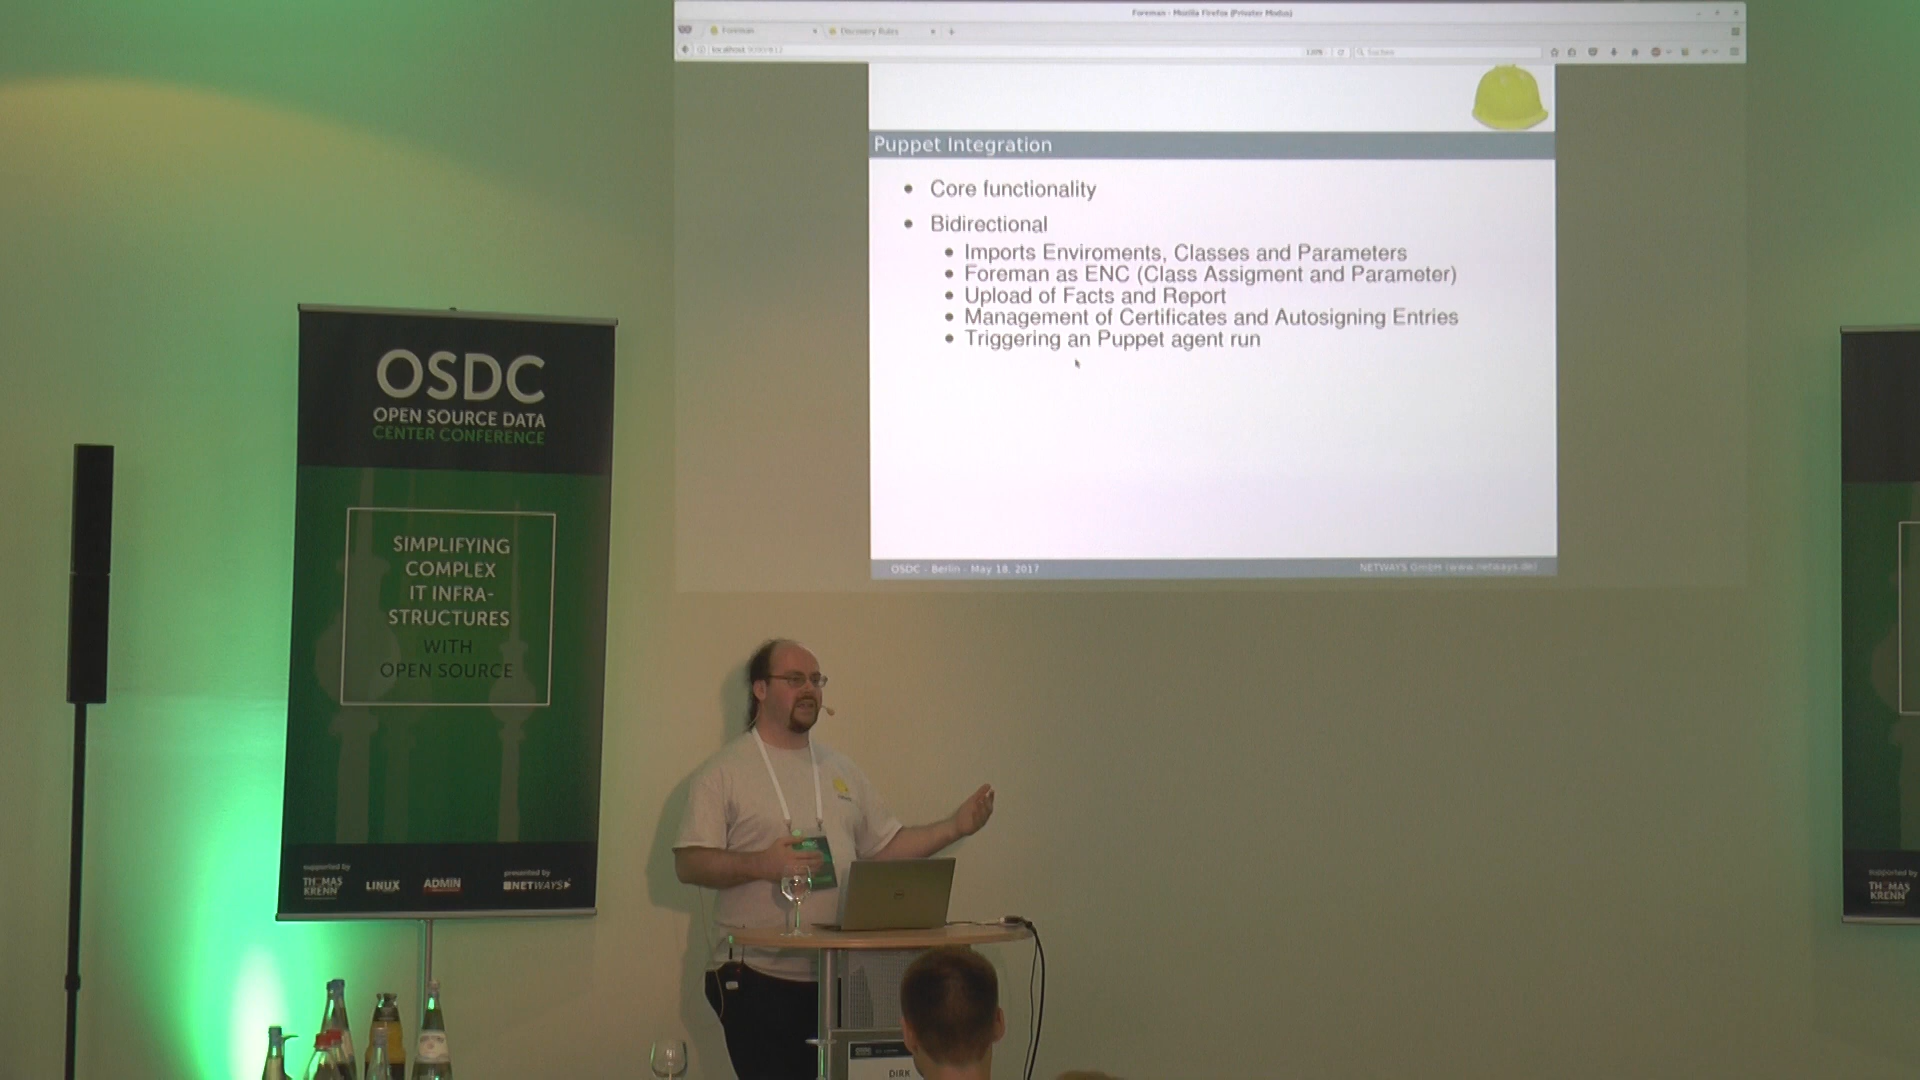 Foreman - Mozilla Firefox (Privater Modus)
Foreman
Discovery Rules
120%
Suchen
Puppet Integration
Core functionality
Bidirectional
Imports Enviroments, Classes and Parameters
Foreman as ENC (Class Assigment and Parameter)
Upload of Facts and Report
Management of Certificates and Autosigning Entries
Triggering an Puppet agent run
OSDC - Berlin - May 18, 2017
NETWAYS GmbH (www.netways.de)
OSDC
OPEN SOURCE DATA
CENTER CONFERENCE
SIMPLIFYING
COMPLEX
IT INFRA-
STRUCTURES
WITH
OPEN SOURCE
supported by
THOMAS
KRENN
LINUX
ADMIN
presented by
NETWAYS
supported by
THOMAS
KRENN
DELL
DIRK